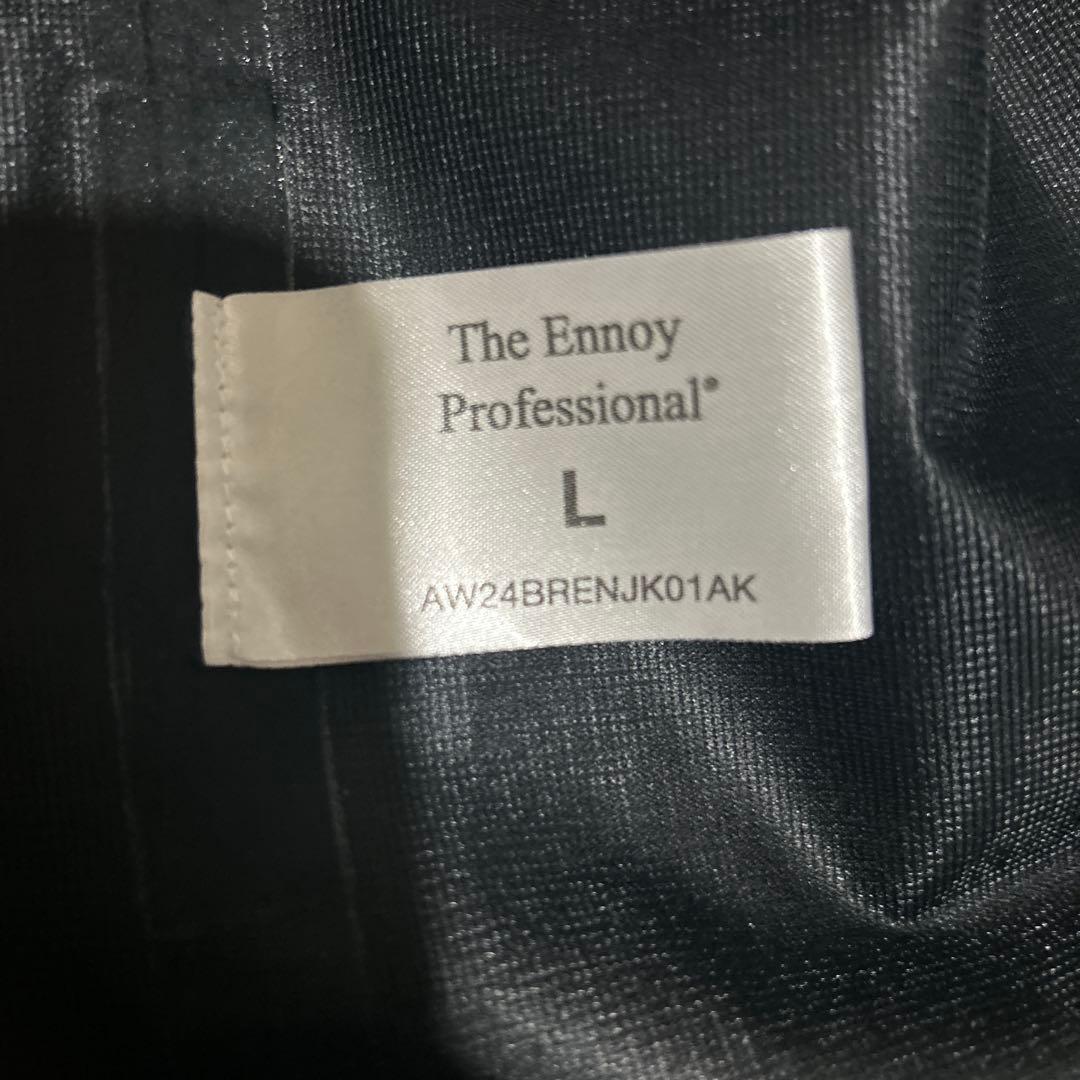 The Ennoy
Professional®
L
AW24BRENJK01AK